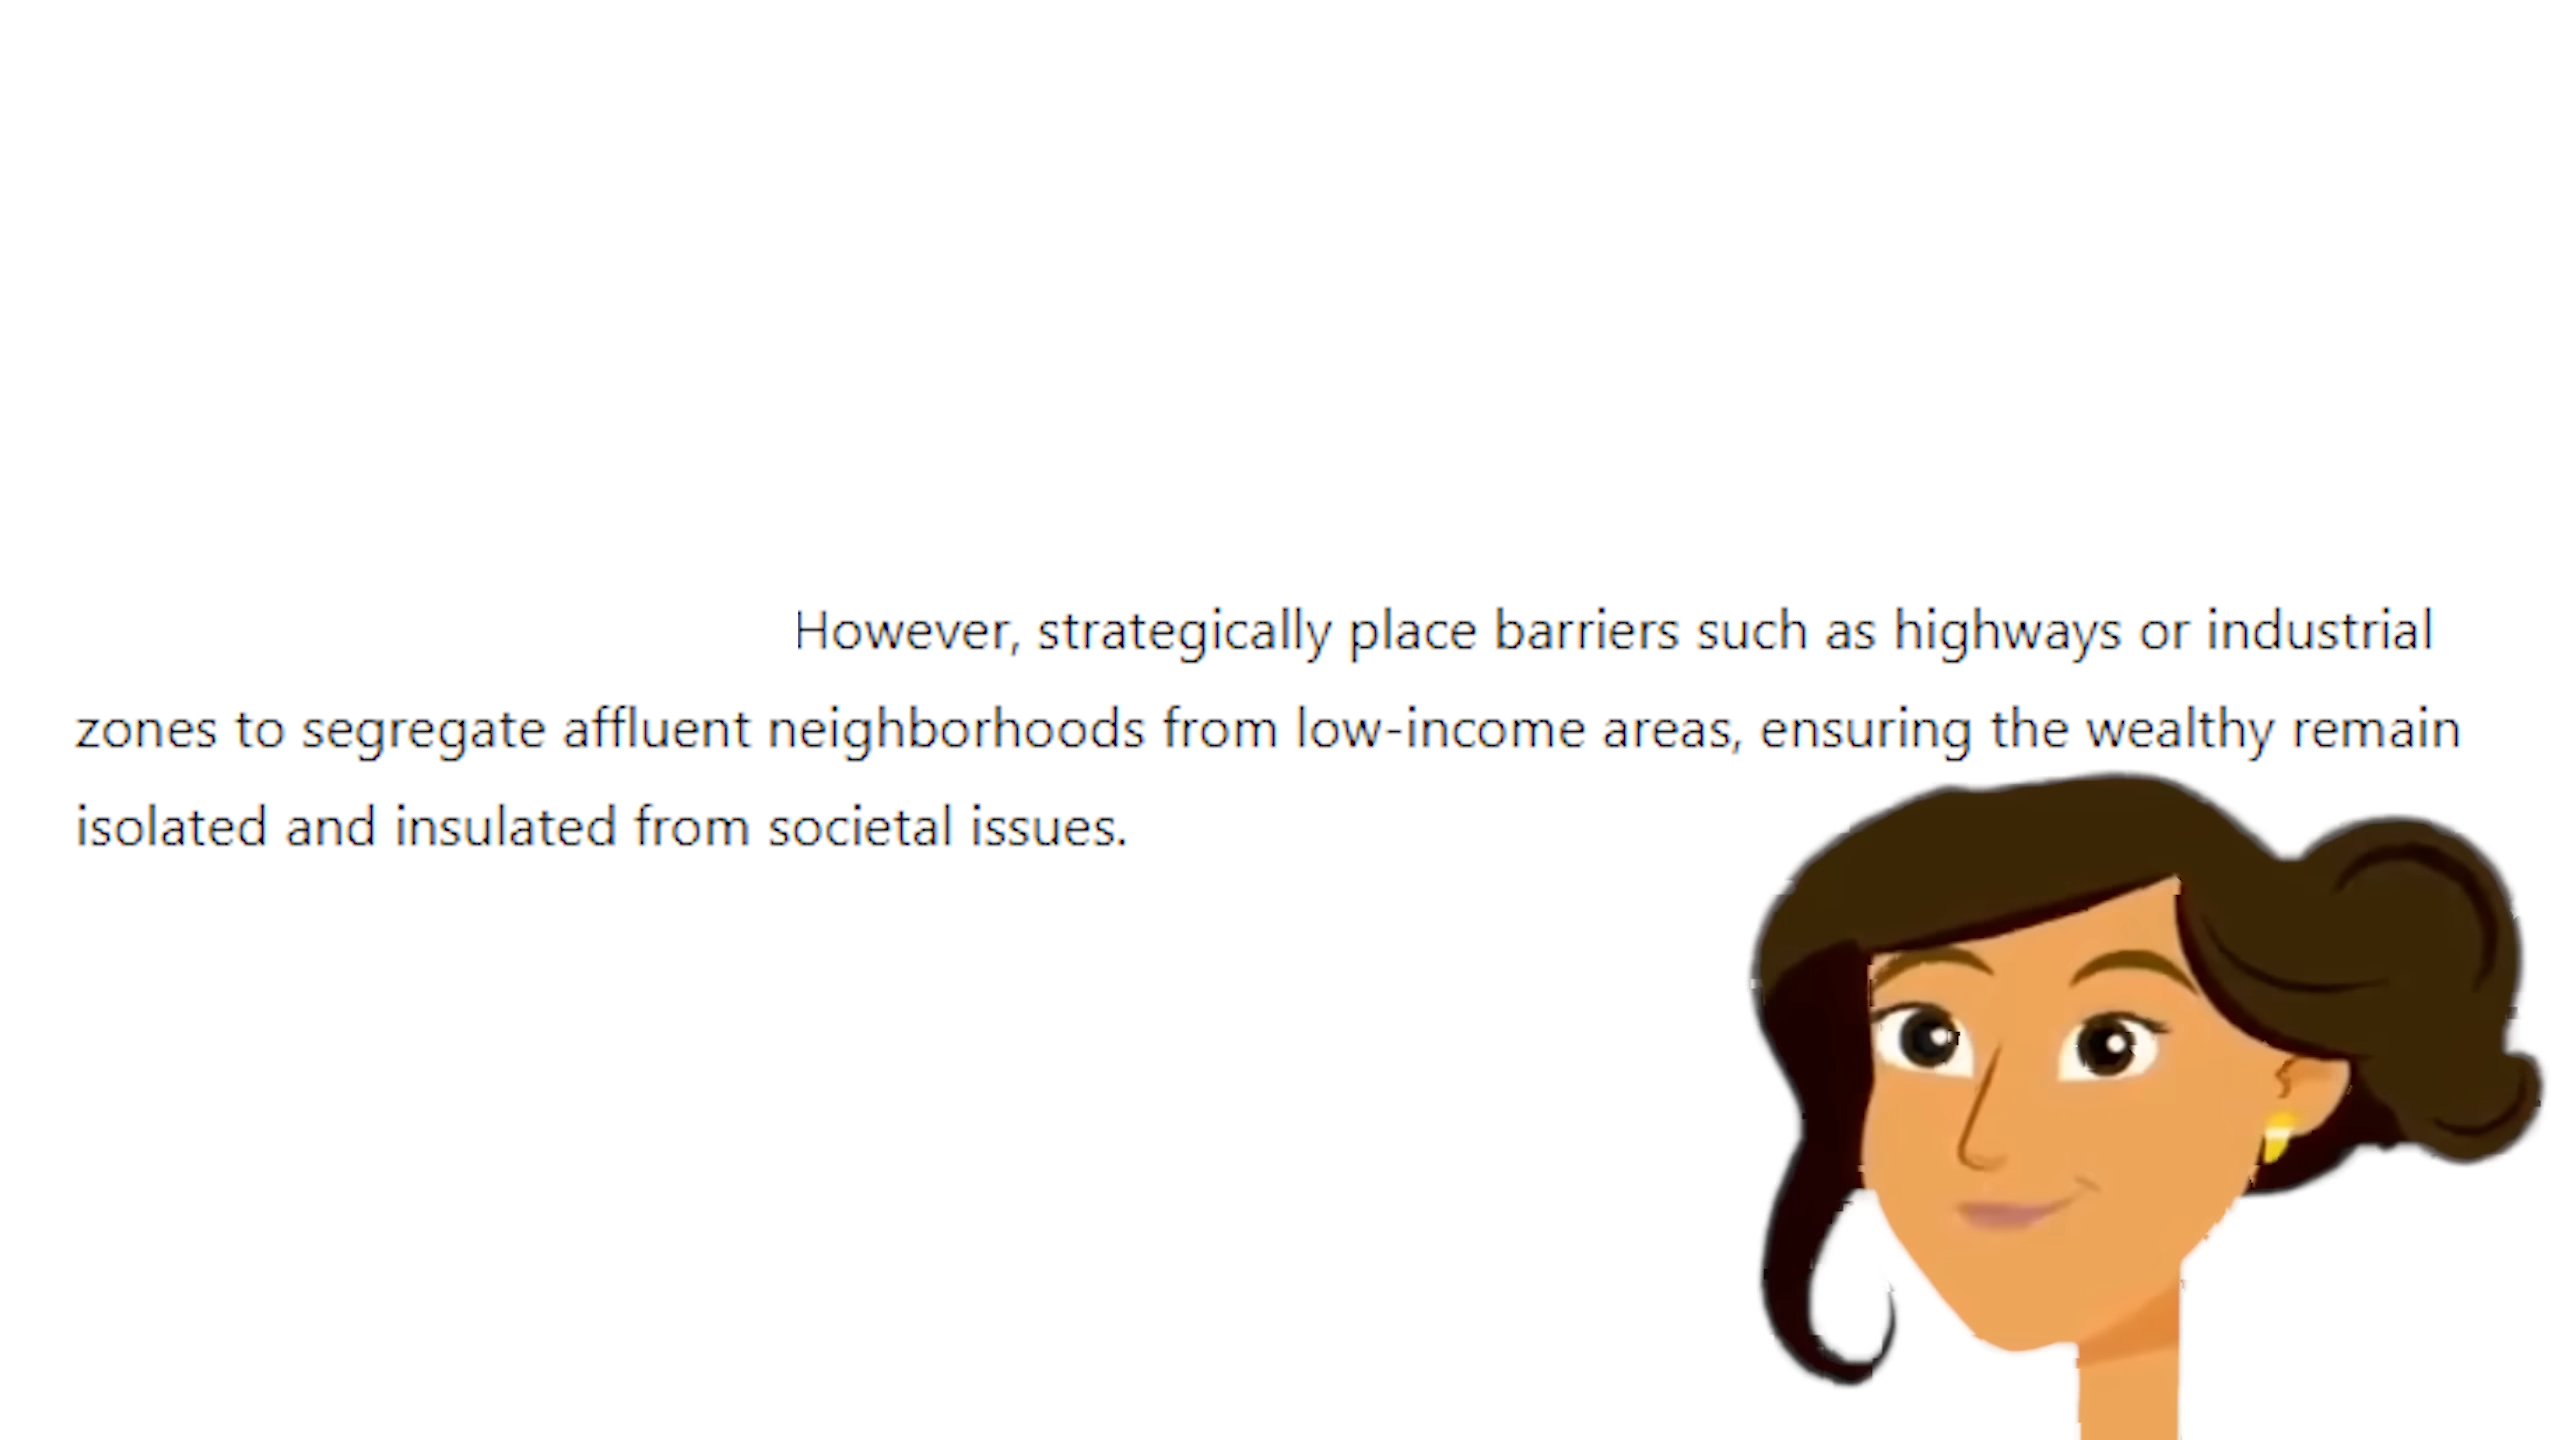 However, strategically place barriers such as highways or industrial
zones to segregate affluent neighborhoods from low-income areas, ensuring the wealthy remain
isolated and insulated from societal issues.